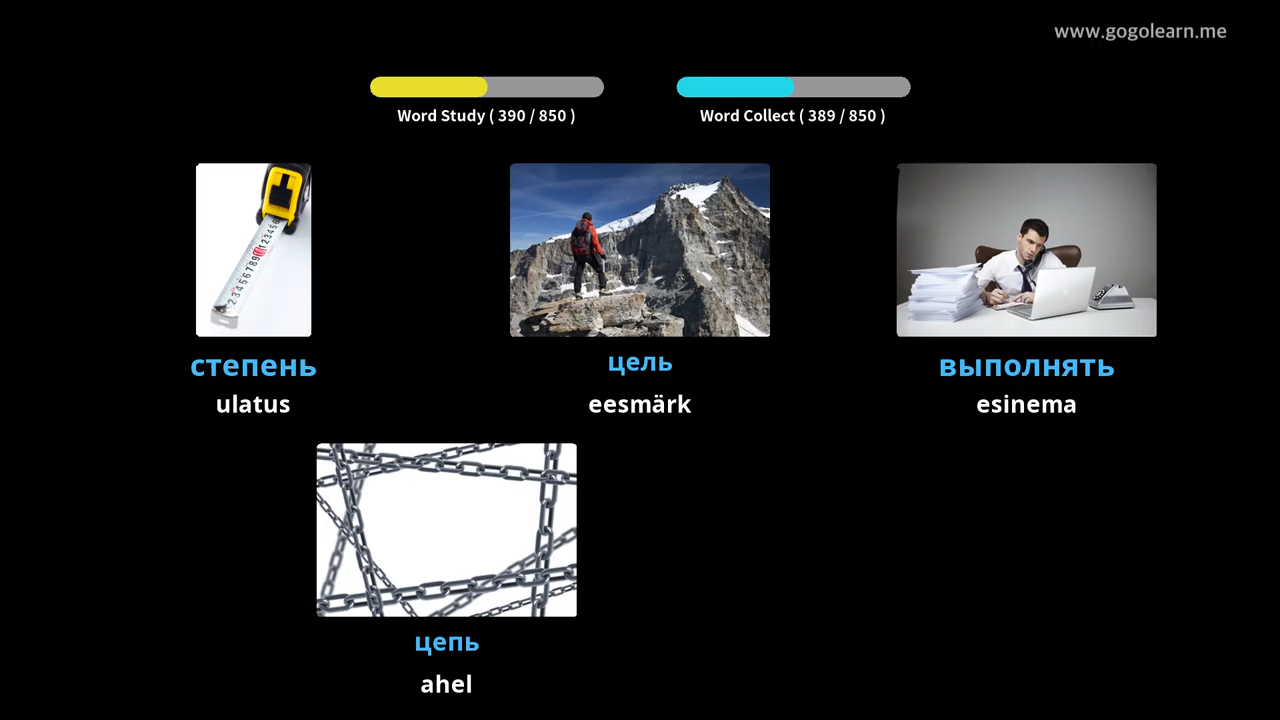 www.gogolearn.me
Word Study ( 390 / 850 )
Word Collect ( 389 / 850 )
степень
ulatus
цель
eesmärk
выполнять
esinema
цепь
ahel